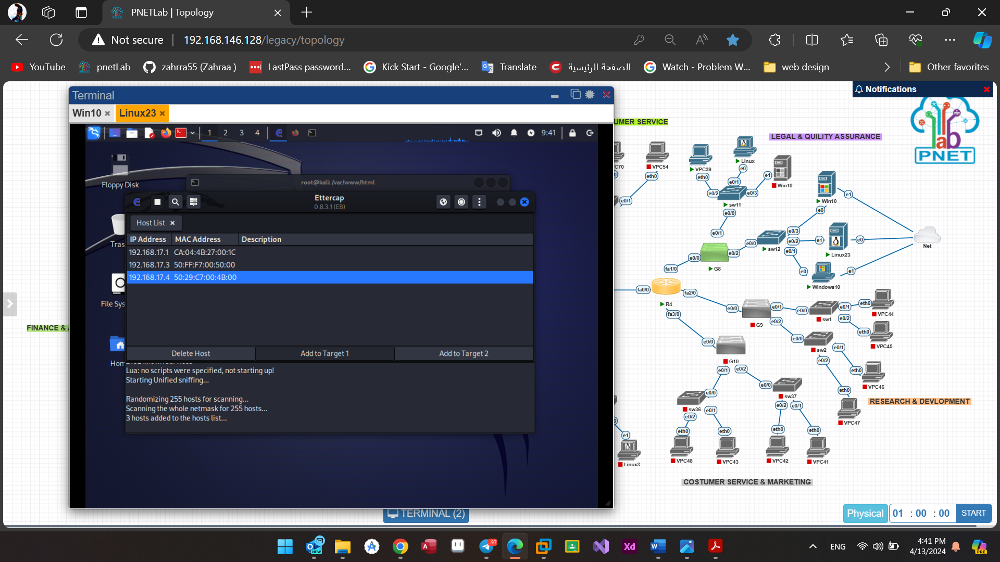 PNETLab | Topology
Not secure
192.168.146.128/legacy/topology
YouTube
pnetLab
zahrra55 (Zahraa )
LastPass password...
Kick Start - Google'...
Translate
الصفحة الرئيسية
Watch - Problem W...
web design
Other favorites
Terminal
Win10
Linux23
1 2 3 4
9:41
Floppy Disk
Tras
File Sys
Hom
root@kali: /var/www/html
Ettercap
0.8.3.1 (EB)
Host List
IP Address MAC Address Description
192.168.17.1 CA:04:4B:27:00:1C
192.168.17.3 50:FF:F7:00:50:00
192.168.17.4 50:29:C7:00:4B:00
Delete Host
Add to Target 1
Add to Target 2
Lua: no scripts were specified, not starting up!
Starting Unified sniffing...
Randomizing 255 hosts for scanning...
Scanning the whole netmask for 255 hosts...
3 hosts added to the hosts list...
FINANCE &
Notifications
lab
PNET
UMER SERVICE
LEGAL & QUILITY ASSURANCE
C70
VPC54
eth0
e0/1
VPC39
eth0
Linux
e0
e0/1
e1
Win10
e0/2
e0/3
sw11
e0/0
e0/1
Win10
e1
e0
e0/3
e0/0
e0/2
e1
e0
sw12
e0/1
Linux23
Net
e0/0
e0/2
G8
fa1/0
e0
e1
Windows10
fa0/0
fa2/0
R4
fa3/0
e0/0
e0/1
G9
e0/2
e0/0
e0/1
eth0
sw1
e0/2
VPC44
eth0
VPC45
e0/0
e0/1
sw2
e0/2
eth0
VPC46
eth0
VPC47
RESEARCH & DEVLOPMENT
e0/0
G10
e0/1
e0/2
e0/0
e0/0
sw36
e0/2
e0/1
sw37
e0/2
e0/1
eth0
eth0
eth0
eth0
VPC48
VPC43
VPC42
VPC41
e1
Linux3
COSTUMER SERVICE & MARKETING
TERMINAL (2)
Physical
01 : 00 : 00
START
NEW
97
Xd
ENG
4:41 PM
4/13/2024
PRE